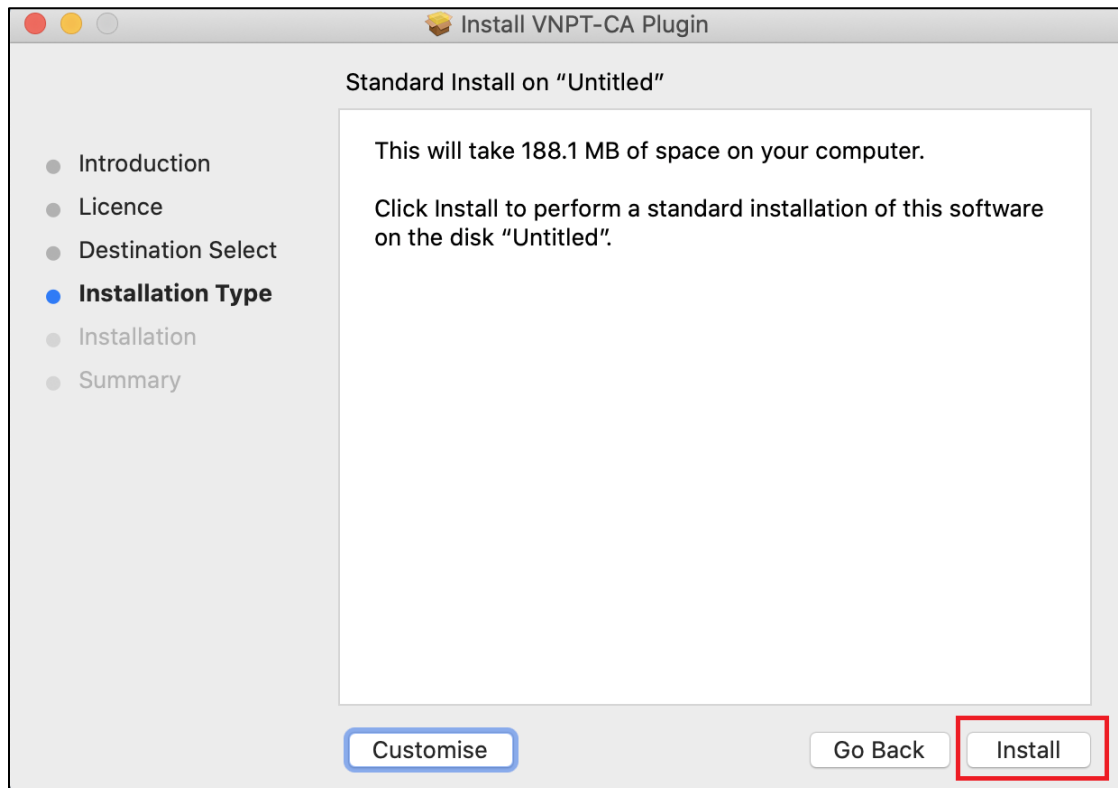 Install VNPT-CA Plugin
Standard Install on “Untitled”
Introduction
Licence
Destination Select
Installation Type
Installation
Summary
This will take 188.1 MB of space on your computer.
Click Install to perform a standard installation of this software
on the disk “Untitled”.
Customise
Go Back
Install